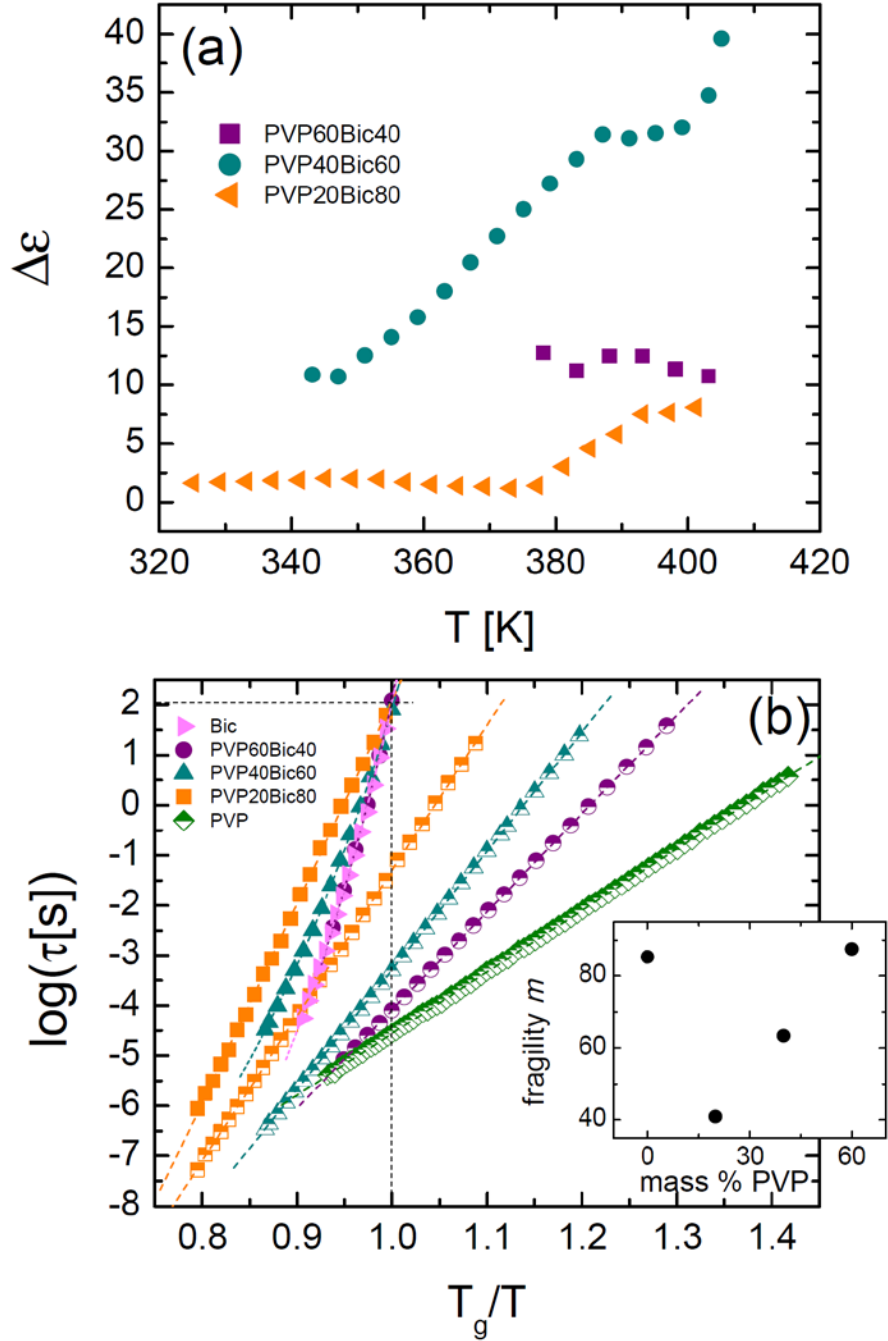 (a)
40
35
30
25
20
15
10
5
0
Δε
PVP60Bic40
PVP40Bic60
PVP20Bic80
320 340 360 380 400 420
T [K]
(b)
2
1
0
-1
-2
-3
-4
-5
-6
-7
-8
log(τ[s])
Bic
PVP60Bic40
PVP40Bic60
PVP20Bic80
PVP
80
60
40
fragility m
0 30 60
mass % PVP
0.8 0.9 1.0 1.1 1.2 1.3 1.4
Tg/T